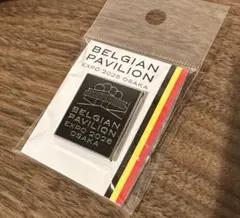 BELGIAN
PAVILION
EXPO 2025 OSAKA
BELGIAN
PAVILION
EXPO 2025
OSAKA